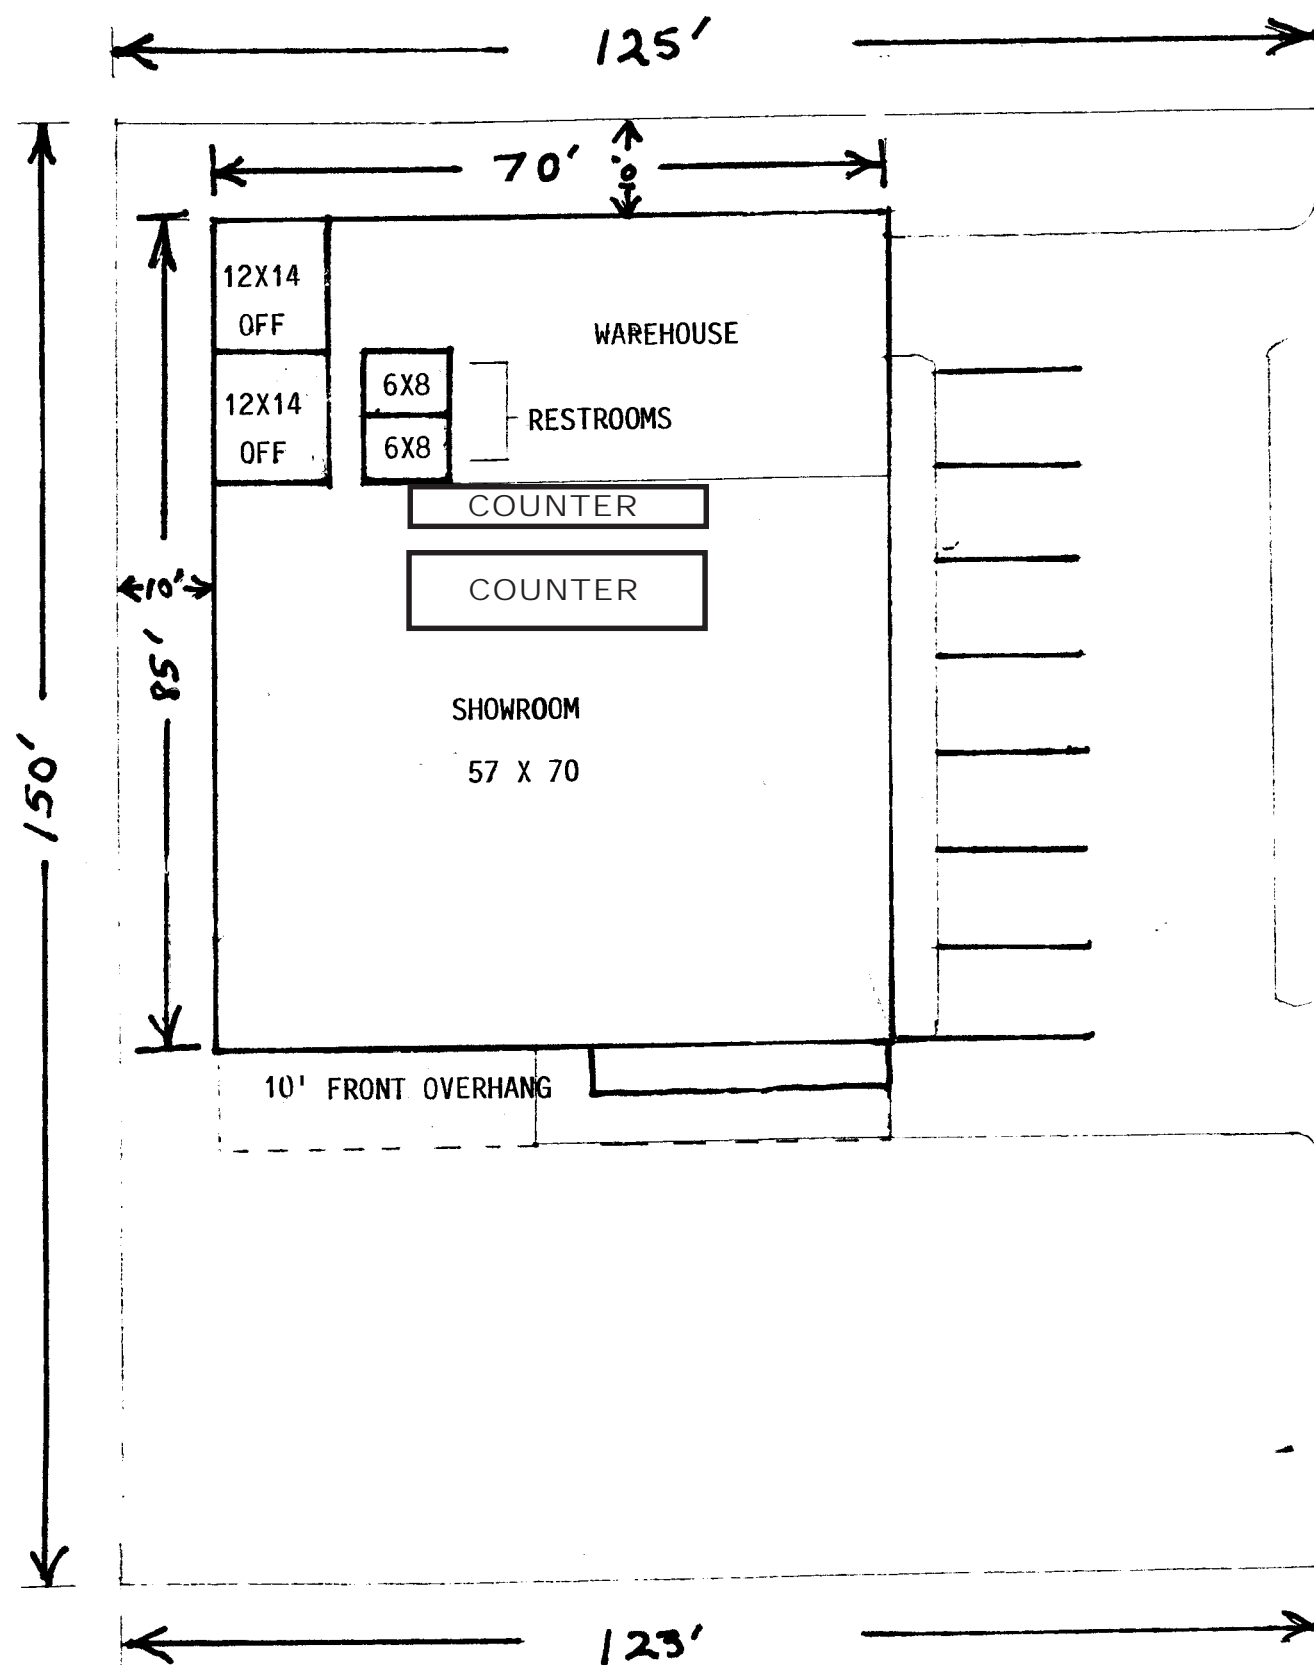 125'
70'
10'
12X14
OFF
WAREHOUSE
12X14
OFF
6X8
6X8
RESTROOMS
COUNTER
COUNTER
10'
85'
150'
SHOWROOM
57 X 70
10' FRONT OVERHANG
123'